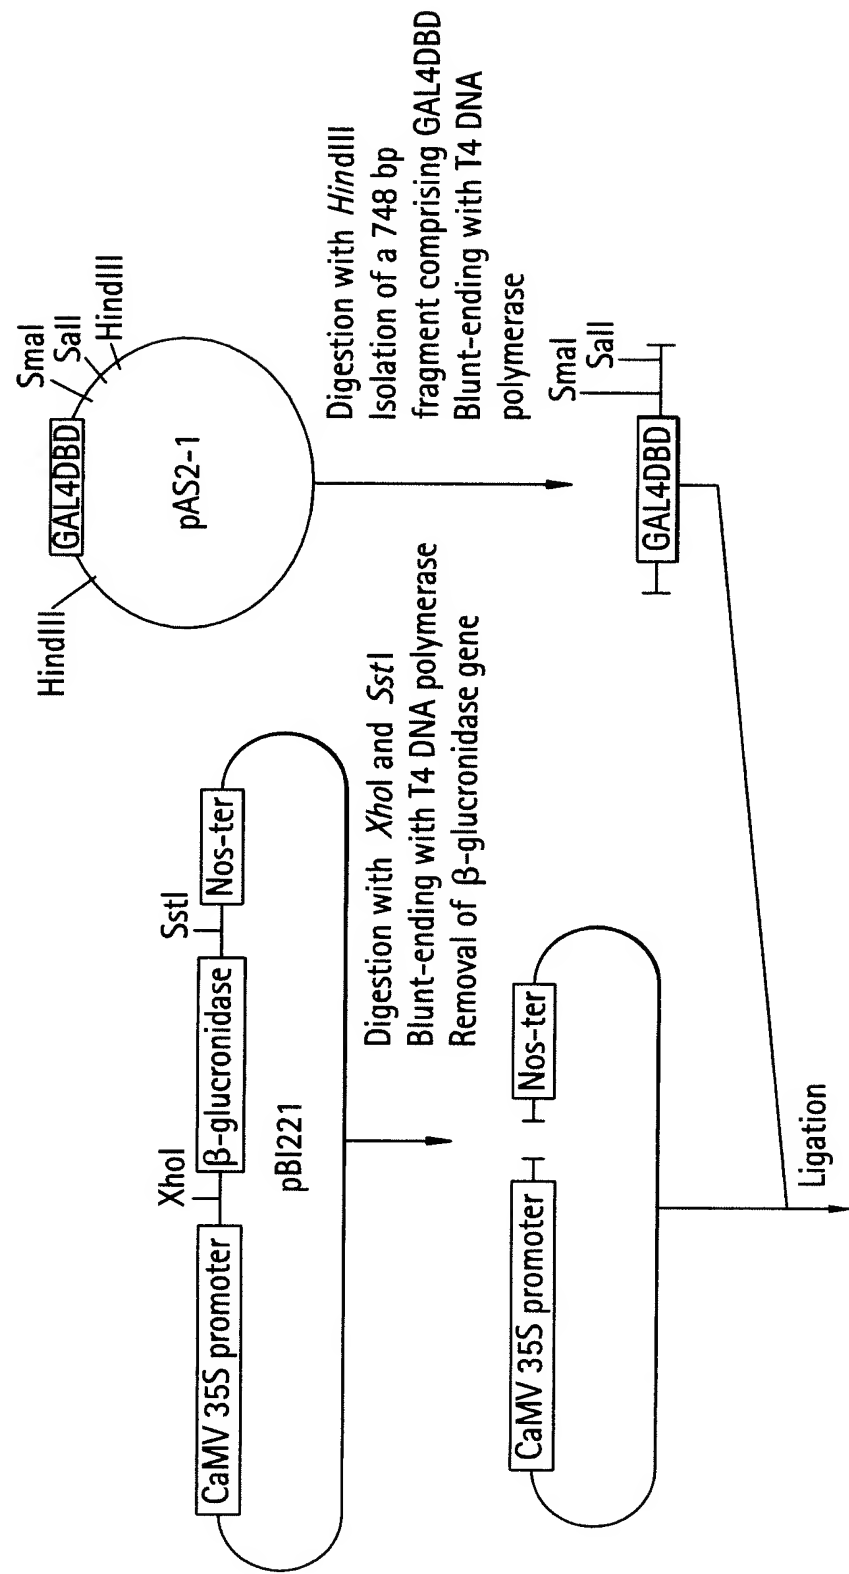 XhoI
SstI
CaMV 35S promoter
β-glucronidase
Nos-ter
pBI221
Digestion with XhoI and SstI
Blunt-ending with T4 DNA polymerase
Removal of β-glucronidase gene
CaMV 35S promoter
Nos-ter
HindIII
GAL4DBD
SmaI
SalI
HindIII
pAS2-1
Digestion with HindIII
Isolation of a 748 bp
fragment comprising GAL4DBD
Blunt-ending with T4 DNA
polymerase
SmaI
SalI
GAL4DBD
Ligation